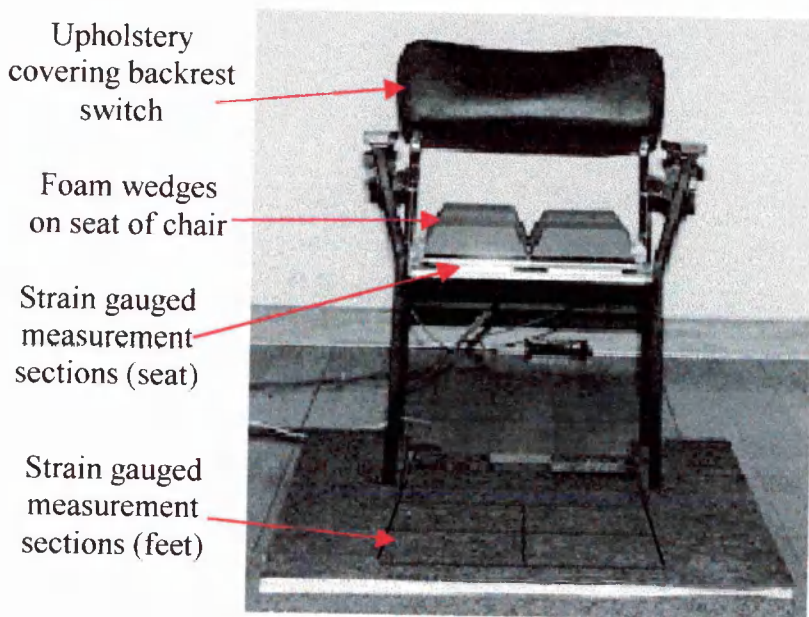 Upholstery
covering backrest
switch
Foam wedges
on seat of chair
Strain gauged
measurement
sections (seat)
Strain gauged
measurement
sections (feet)